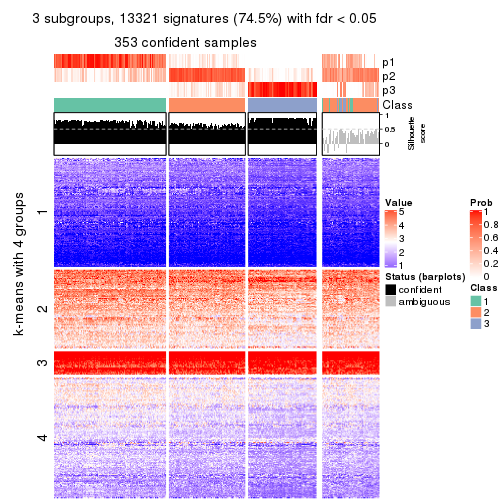 3 subgroups, 13321 signatures (74.5%) with fdr < 0.05
353 confident samples
p1
p2
p3
Class
1
0.5
0
Silhouette
score
k-means with 4 groups
1
2
3
4
Value
5
4
3
2
1
Status (barplots)
confident
ambiguous
Prob
1
0.8
0.6
0.4
0.2
0
Class
1
2
3